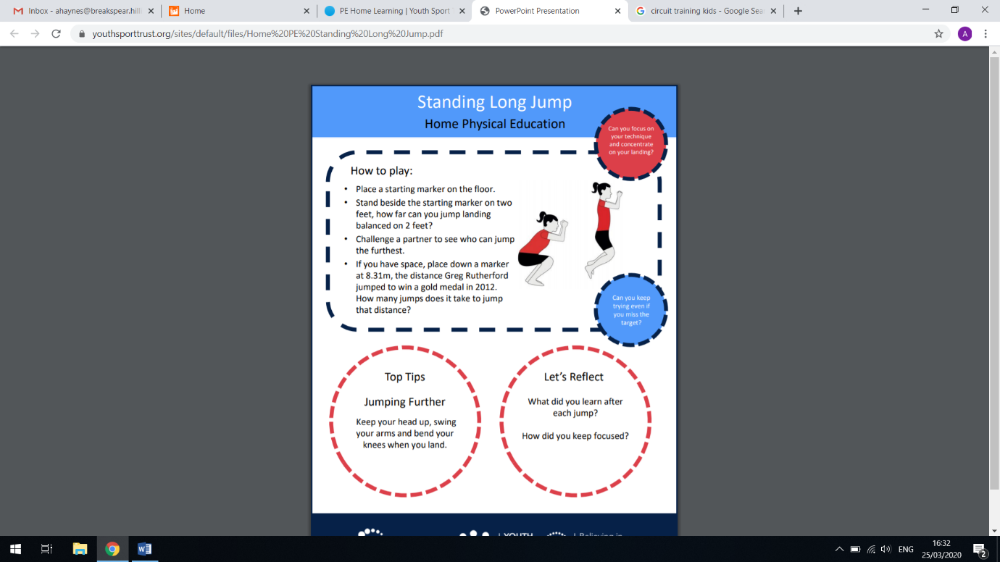 Inbox - ahaynes@breakspear.hill
Home
PE Home Learning | Youth Sport
PowerPoint Presentation
circuit training kids - Google Sea
youthsporttrust.org/sites/default/files/Home%20PE%20Standing%20Long%20Jump.pdf
A
Standing Long Jump
Home Physical Education
Can you focus on
your technique
and concentrate
on your landing?
How to play:
• Place a starting marker on the floor.
• Stand beside the starting marker on two
feet, how far can you jump landing
balanced on 2 feet?
• Challenge a partner to see who can jump
the furthest.
• If you have space, place down a marker
at 8.31m, the distance Greg Rutherford
jumped to win a gold medal in 2012.
How many jumps does it take to jump
that distance?
Can you keep
trying even if
you miss the
target?
Top Tips
Jumping Further
Keep your head up, swing
your arms and bend your
knees when you land.
Let's Reflect
What did you learn after
each jump?
How did you keep focused?
YOUTH
Believing in
ENG
16:32
25/03/2020
2